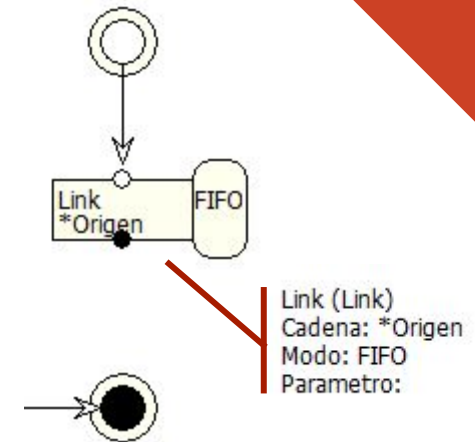 Link
*Origen
FIFO
Link (Link)
Cadena: *Origen
Modo: FIFO
Parametro: